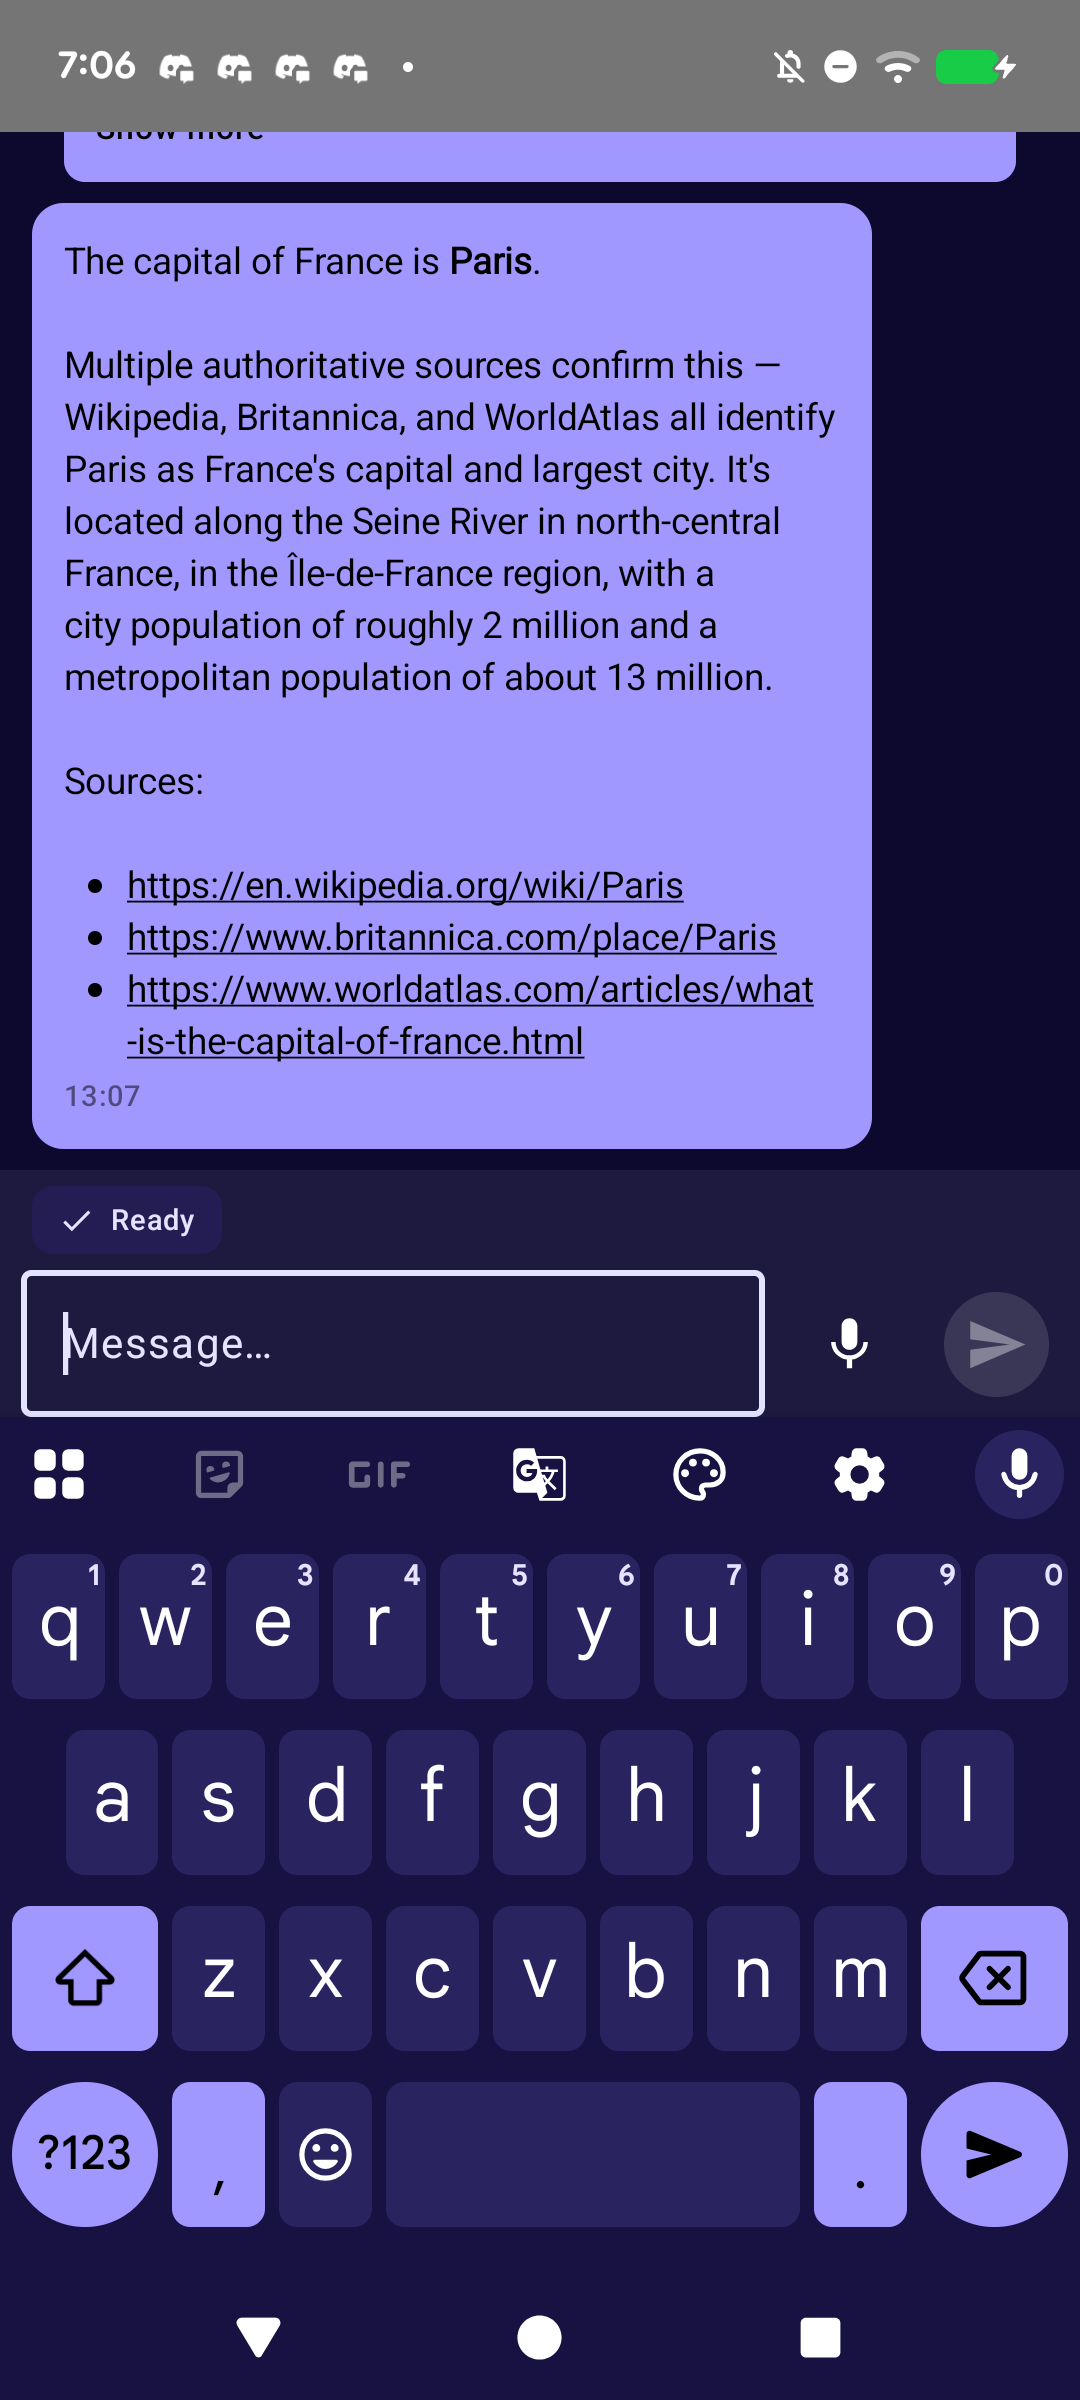 7:06
Show more
The capital of France is Paris.
Multiple authoritative sources confirm this —
Wikipedia, Britannica, and WorldAtlas all identify
Paris as France's capital and largest city. It's
located along the Seine River in north-central
France, in the Île-de-France region, with a
city population of roughly 2 million and a
metropolitan population of about 13 million.
Sources:
https://en.wikipedia.org/wiki/Paris
https://www.britannica.com/place/Paris
https://www.worldatlas.com/articles/what
-is-the-capital-of-france.html
13:07
Ready
Message…
GIF
G 文
1 2 3 4 5 6 7 8 9 0
q w e r t y u i o p
a s d f g h j k l
z x c v b n m
?123 , .